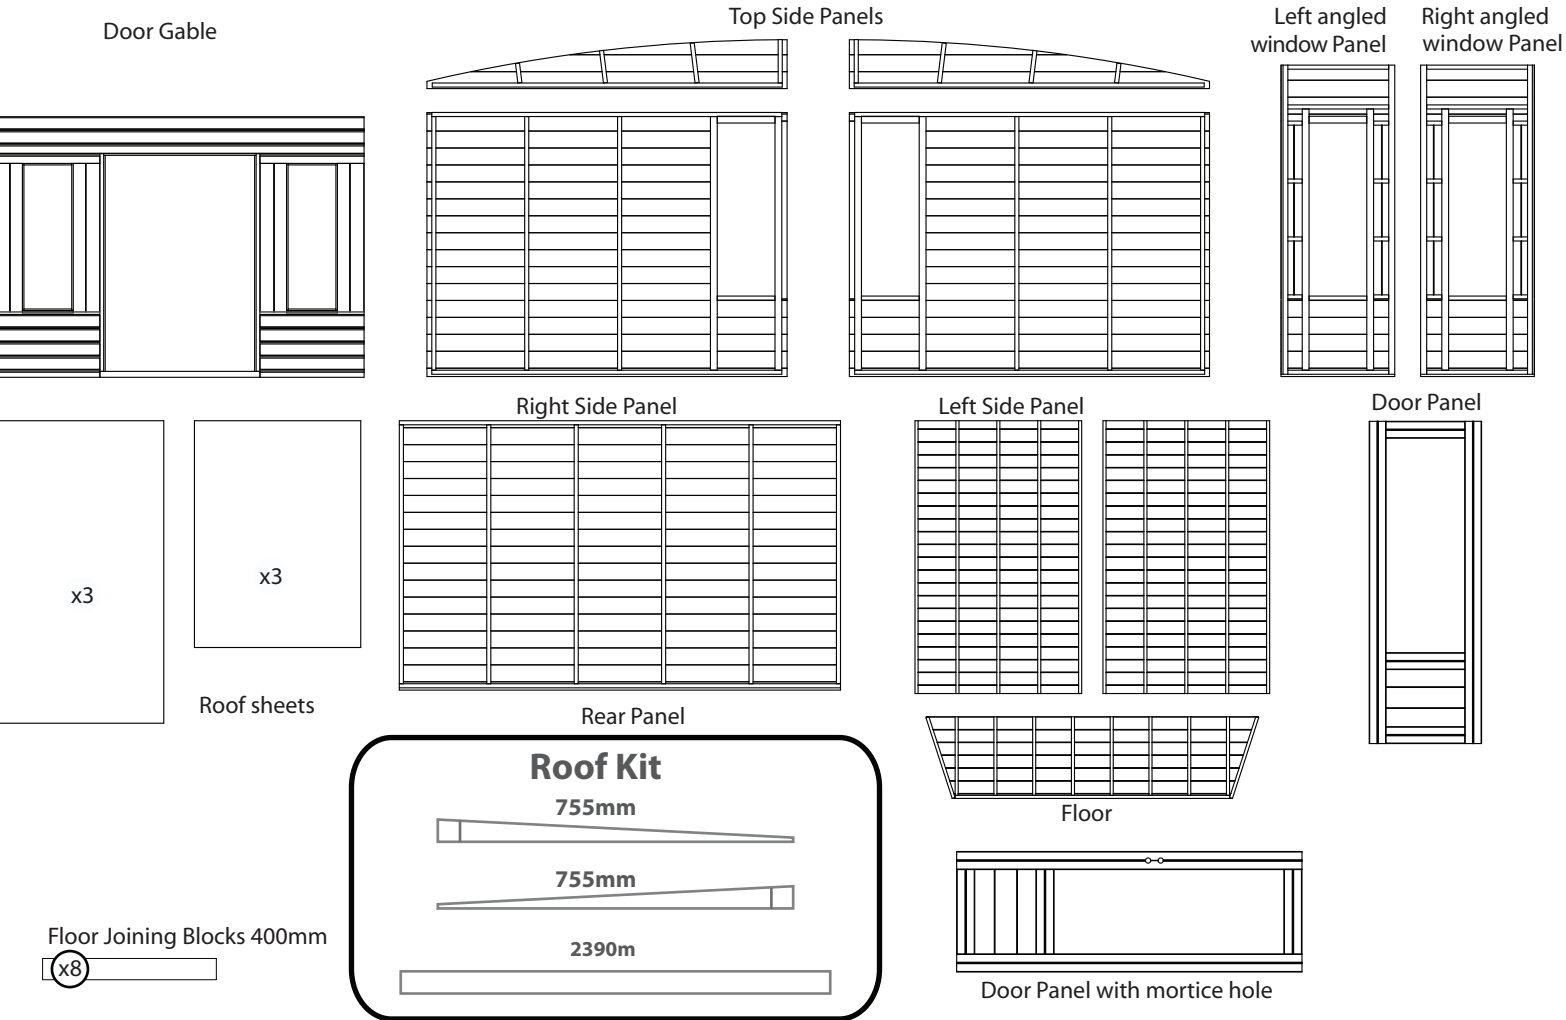 Door Gable
Top Side Panels
Left angled
window Panel
Right angled
window Panel
Right Side Panel
Left Side Panel
Door Panel
x3
x3
Roof sheets
Rear Panel
Roof Kit
755mm
755mm
2390m
Floor
Floor Joining Blocks 400mm
x8
Door Panel with mortice hole